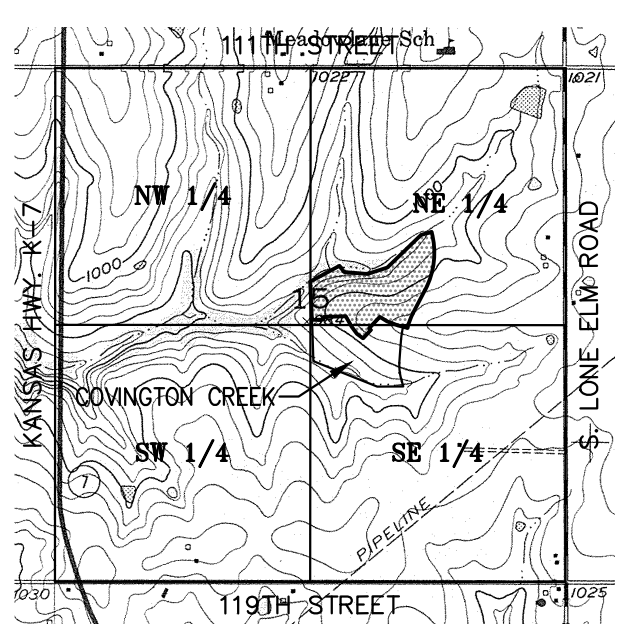 Meadowlane Sch
111TH STREET
1022
1021
NW 1/4
NE 1/4
KANSAS HWY. K-7
S. LONE ELM ROAD
1000
15
COVINGTON CREEK
SW 1/4
SE 1/4
7
PIPELINE
1030
1025
119TH STREET